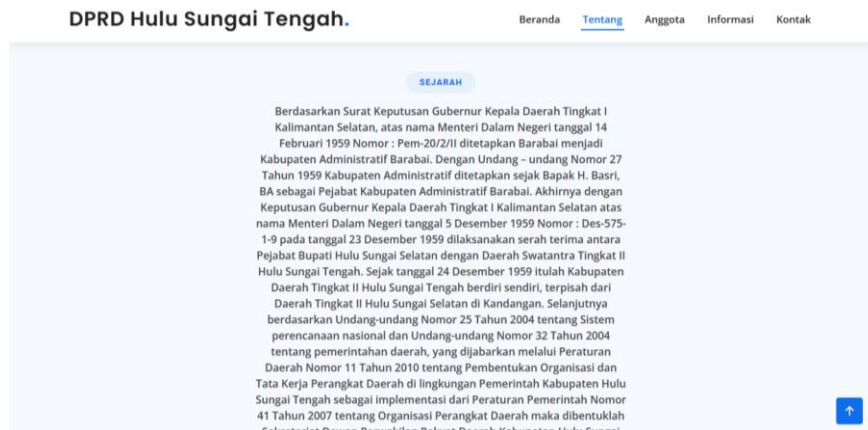 DPRD Hulu Sungai Tengah.
Beranda Tentang Anggota Informasi Kontak
SEJARAH
Berdasarkan Surat Keputusan Gubernur Kepala Daerah Tingkat I
Kalimantan Selatan, atas nama Menteri Dalam Negeri tanggal 14
Februari 1959 Nomor : Pem-20/2/II ditetapkan Barabai menjadi
Kabupaten Administratif Barabai. Dengan Undang – undang Nomor 27
Tahun 1959 Kabupaten Administratif ditetapkan sejak Bapak H. Basri,
BA sebagai Pejabat Kabupaten Administratif Barabai. Akhirnya dengan
Keputusan Gubernur Kepala Daerah Tingkat I Kalimantan Selatan atas
nama Menteri Dalam Negeri tanggal 5 Desember 1959 Nomor : Des-575-
1-9 pada tanggal 23 Desember 1959 dilaksanakan serah terima antara
Pejabat Bupati Hulu Sungai Selatan dengan Daerah Swatantra Tingkat II
Hulu Sungai Tengah. Sejak tanggal 24 Desember 1959 itulah Kabupaten
Daerah Tingkat II Hulu Sungai Tengah berdiri sendiri, terpisah dari
Daerah Tingkat II Hulu Sungai Selatan di Kandangan. Selanjutnya
berdasarkan Undang-undang Nomor 25 Tahun 2004 tentang Sistem
perencanaan nasional dan Undang-undang Nomor 32 Tahun 2004
tentang pemerintahan daerah, yang dijabarkan melalui Peraturan
Daerah Nomor 11 Tahun 2010 tentang Pembentukan Organisasi dan
Tata Kerja Perangkat Daerah di lingkungan Pemerintah Kabupaten Hulu
Sungai Tengah sebagai implementasi dari Peraturan Pemerintah Nomor
41 Tahun 2007 tentang Organisasi Perangkat Daerah maka dibentuklah